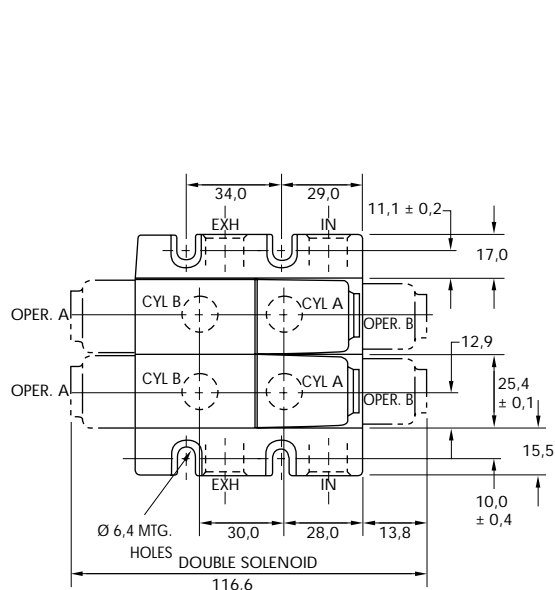 34,0
29,0
11,1 ± 0,2
EXH
IN
17,0
CYL B
CYL A
OPER. A
OPER. B
12,9
CYL B
CYL A
OPER. A
OPER. B
25,4
± 0,1
15,5
EXH
IN
10,0
± 0,4
Ø 6,4 MTG.
HOLES
30,0
28,0
13,8
DOUBLE SOLENOID
116,6